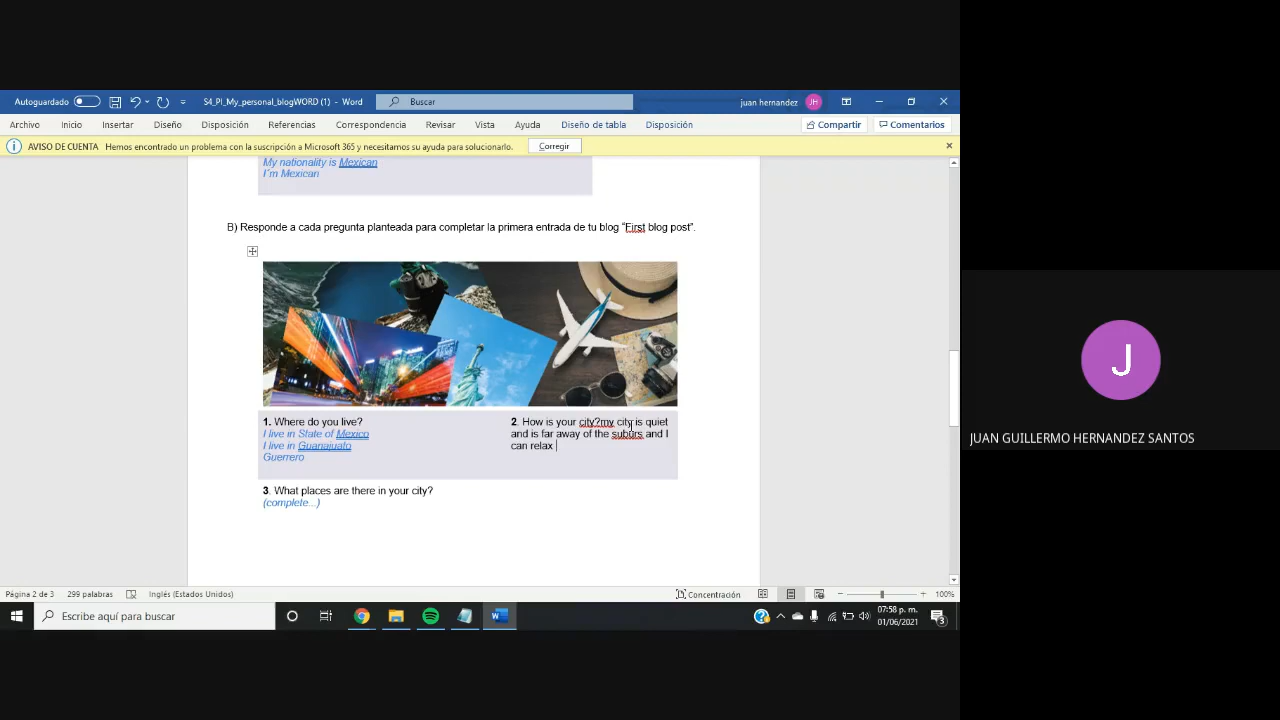 Autoguardado
S4_PI_My_personal_blogWORD (1) - Word
Buscar
juan hernandez
JH
Archivo Inicio Insertar Diseño Disposición Referencias Correspondencia Revisar Vista Ayuda Diseño de tabla Disposición
Compartir
Comentarios
AVISO DE CUENTA Hemos encontrado un problema con la suscripción a Microsoft 365 y necesitamos su ayuda para solucionarlo.
Corregir
My nationality is Mexican
I´m Mexican
B) Responde a cada pregunta planteada para completar la primera entrada de tu blog “First blog post”.
1. Where do you live?
I live in State of Mexico
I live in Guanajuato
Guerrero
2. How is your city?my city is quiet
and is far away of the suburs and I
can relax
3. What places are there in your city?
(complete...)
J
JUAN GUILLERMO HERNANDEZ SANTOS
Página 2 de 3 299 palabras Inglés (Estados Unidos)
Concentración
100%
Escribe aquí para buscar
07:58 p. m.
01/06/2021
3